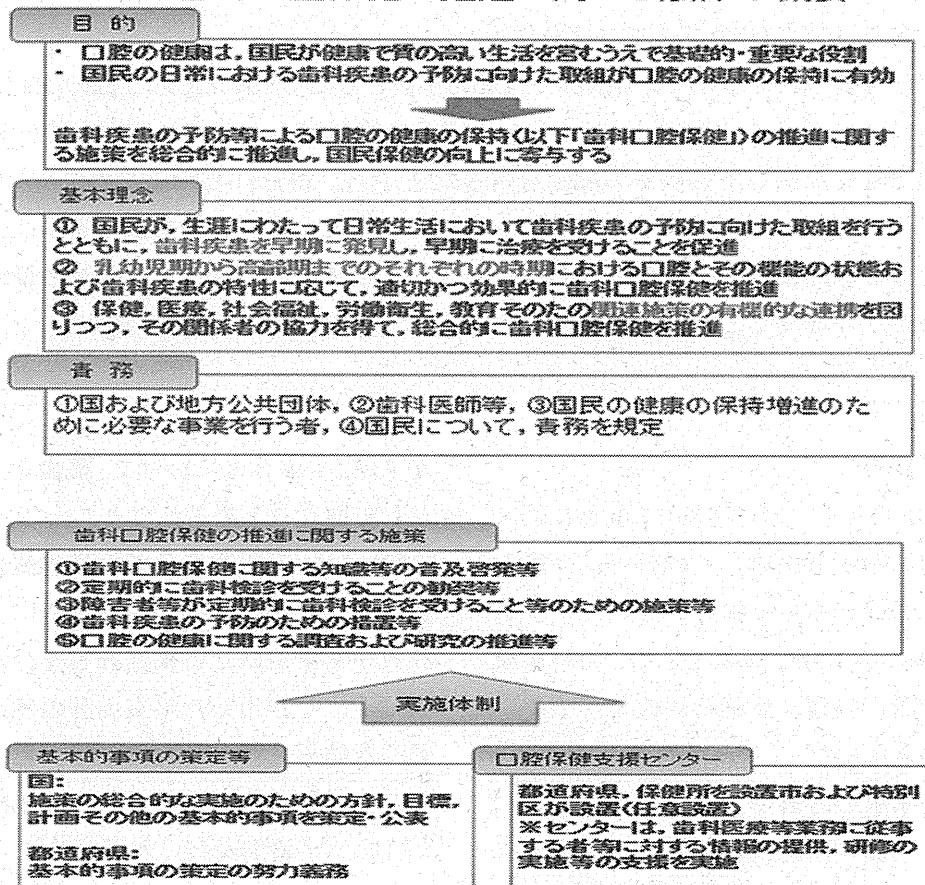 目 的
・ 口腔の健康は，国民が健康で質の高い生活を営むうえで基礎的・重要な役割
・ 国民の日常における歯科疾患の予防に向けた取組が口腔の健康の保持に有効
歯科疾患の予防等による口腔の健康の保持（以下「歯科口腔保健」）の推進に関す
る施策を総合的に推進し，国民保健の向上に寄与する
基本理念
① 国民が，生涯にわたって日常生活において歯科疾患の予防に向けた取組を行う
とともに，歯科疾患を早期に発見し，早期に治療を受けることを促進
② 乳幼児期から高齢期までのそれぞれの時期における口腔とその機能の状態お
よび歯科疾患の特性に応じて，適切かつ効果的に歯科口腔保健を推進
③ 保健，医療，社会福祉，労働衛生，教育そのたの関連施策の有機的な連携を図
りつつ，その関係者の協力を得て，総合的に歯科口腔保健を推進
責 務
①国および地方公共団体，②歯科医師等，③国民の健康の保持増進のた
めに必要な事業を行う者，④国民について，責務を規定
歯科口腔保健の推進に関する施策
①歯科口腔保健に関する知識等の普及啓発等
②定期的に歯科検診を受けることの勧奨等
③障害者等が定期的に歯科検診を受けること等のための施策等
④歯科疾患の予防のための措置等
⑤口腔の健康に関する調査および研究の推進等
実施体制
基本的事項の策定等
国：
施策の総合的な実施のための方針，目標，
計画その他の基本的事項を策定・公表
都道府県：
基本的事項の策定の努力義務
口腔保健支援センター
都道府県，保健所を設置市および特別
区が設置（任意設置）
※センターは，歯科医療等業務に従事
する者等に対する情報の提供，研修の
実施等の支援を実施